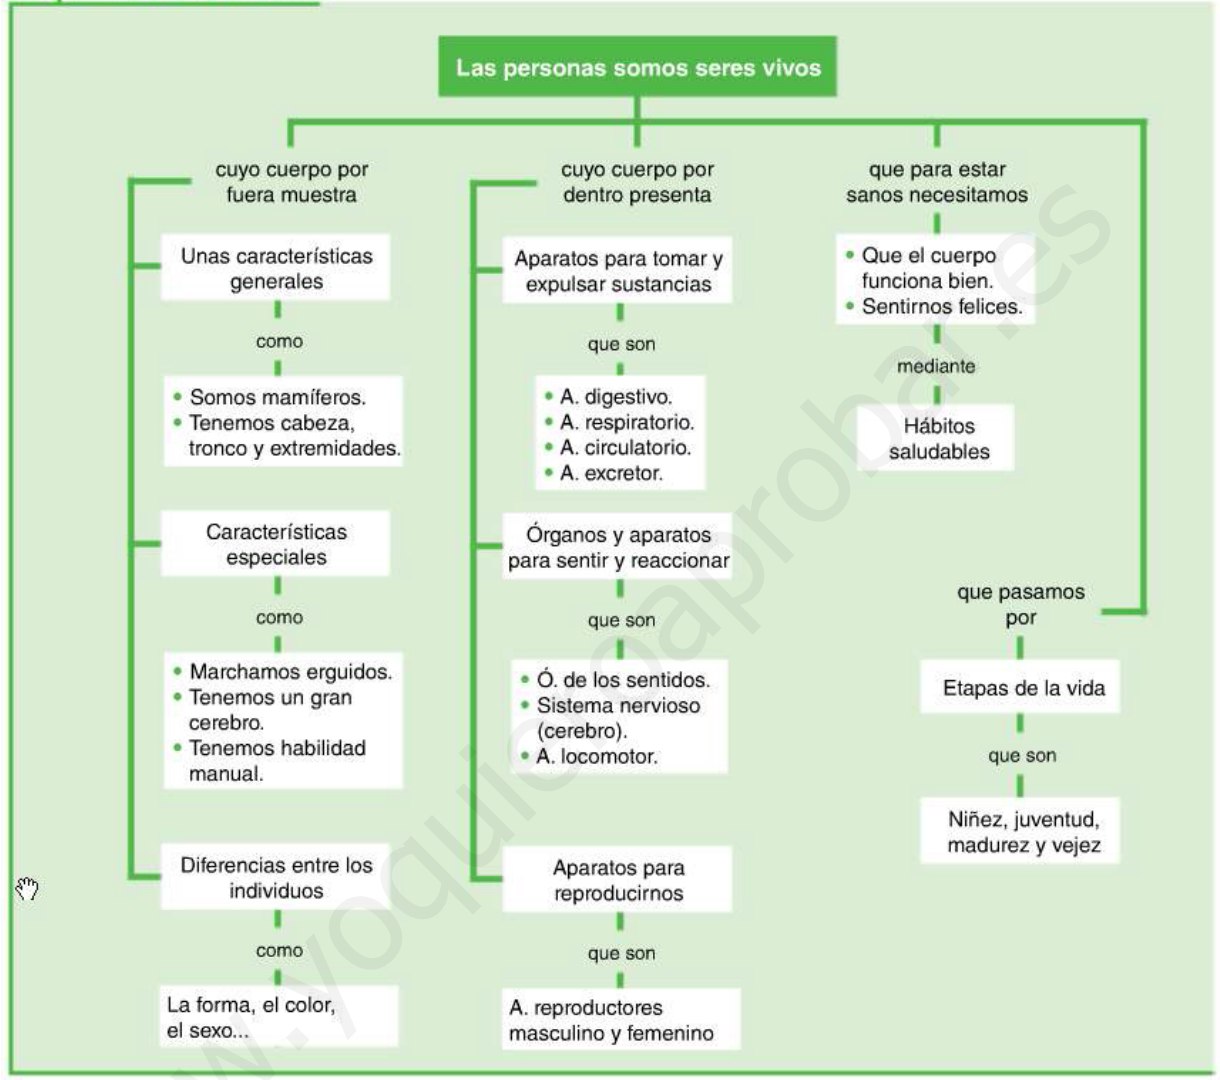 Las personas somos seres vivos
cuyo cuerpo por
fuera muestra
Unas características
generales
como
• Somos mamíferos.
• Tenemos cabeza,
tronco y extremidades.
Características
especiales
como
• Marchamos erguidos.
• Tenemos un gran
cerebro.
• Tenemos habilidad
manual.
Diferencias entre los
individuos
como
La forma, el color,
el sexo...
cuyo cuerpo por
dentro presenta
Aparatos para tomar y
expulsar sustancias
que son
• A. digestivo.
• A. respiratorio.
• A. circulatorio.
• A. excretor.
Órganos y aparatos
para sentir y reaccionar
que son
• Ó. de los sentidos.
• Sistema nervioso
(cerebro).
• A. locomotor.
Aparatos para
reproducirnos
que son
A. reproductores
masculino y femenino
que para estar
sanos necesitamos
• Que el cuerpo
funciona bien.
• Sentirnos felices.
mediante
Hábitos
saludables
que pasamos
por
Etapas de la vida
que son
Niñez, juventud,
madurez y vejez
w.yoquieroaprobar.es